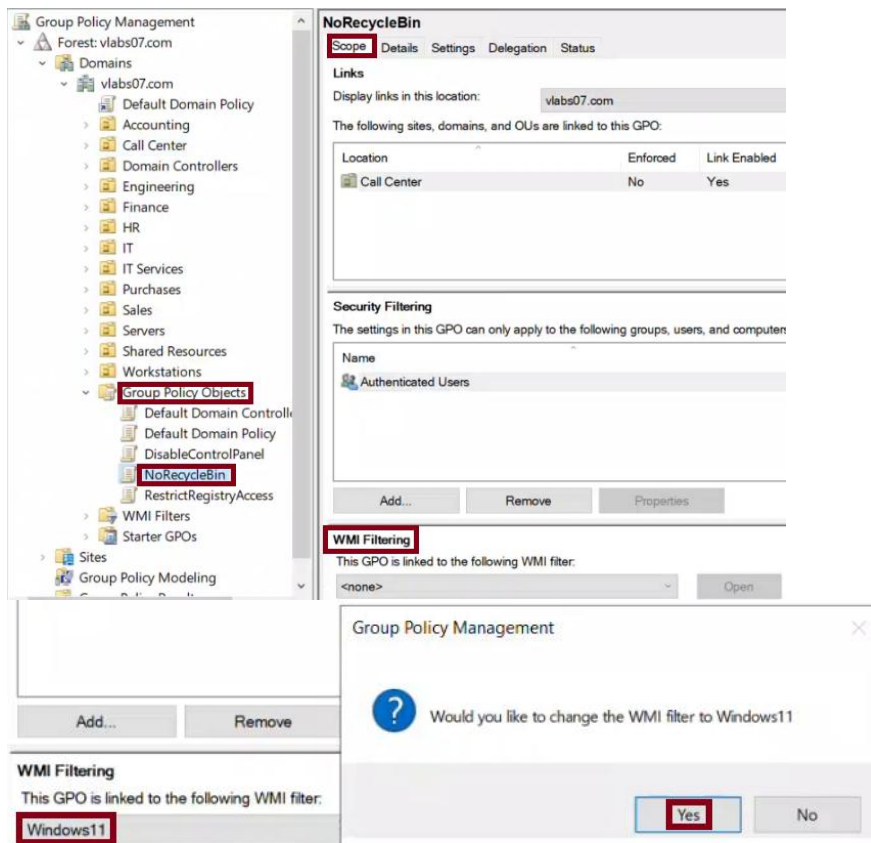 Group Policy Management
Forest: vlabs07.com
Domains
vlabs07.com
Default Domain Policy
Accounting
Call Center
Domain Controllers
Engineering
Finance
HR
IT
IT Services
Purchases
Sales
Servers
Shared Resources
Workstations
Group Policy Objects
Default Domain Controlle
Default Domain Policy
DisableControlPanel
NoRecycleBin
RestrictRegistryAccess
WMI Filters
Starter GPOs
Sites
Group Policy Modeling
NoRecycleBin
Scope Details Settings Delegation Status
Links
Display links in this location: vlabs07.com
The following sites, domains, and OUs are linked to this GPO:
Location Enforced Link Enabled
Call Center No Yes
Security Filtering
The settings in this GPO can only apply to the following groups, users, and computers
Name
Authenticated Users
Add... Remove Properties
WMI Filtering
This GPO is linked to the following WMI filter:
<none> Open
Add... Remove
WMI Filtering
This GPO is linked to the following WMI filter:
Windows11
Group Policy Management
Would you like to change the WMI filter to Windows11
Yes No